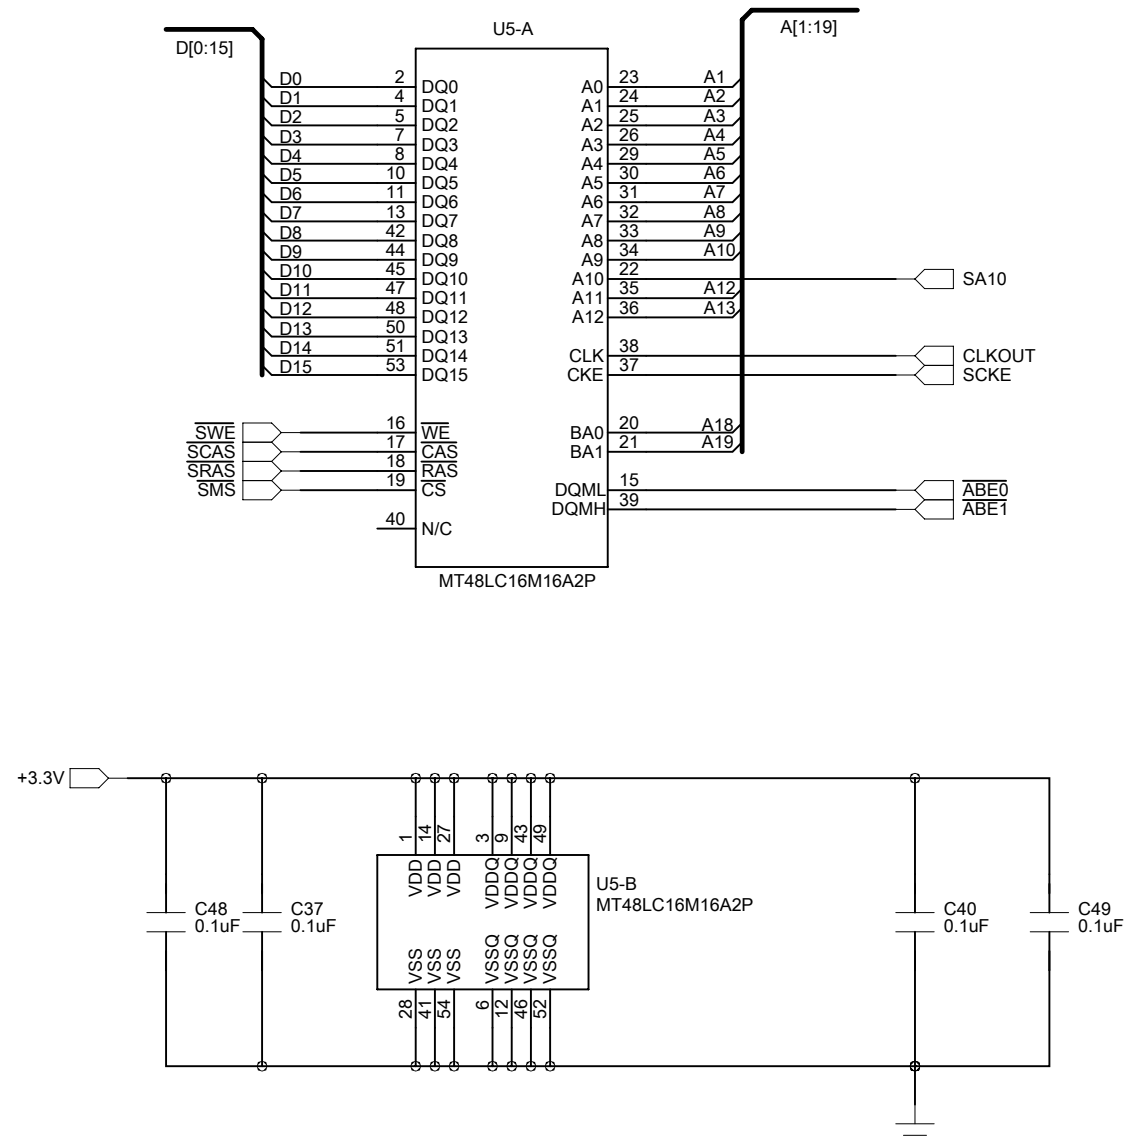 U5-A
D[0:15]
A[1:19]
D0 2 DQ0 A0 23 A1
D1 4 DQ1 A1 24 A2
D2 5 DQ2 A2 25 A3
D3 7 DQ3 A3 26 A4
D4 8 DQ4 A4 29 A5
D5 10 DQ5 A5 30 A6
D6 11 DQ6 A6 31 A7
D7 13 DQ7 A7 32 A8
D8 42 DQ8 A8 33 A9
D9 44 DQ9 A9 34 A10
D10 45 DQ10 A10 22 SA10
D11 47 DQ11 A11 35 A12
D12 48 DQ12 A12 36 A13
D13 50 DQ13
D14 51 DQ14 CLK 38 CLKOUT
D15 53 DQ15 CKE 37 SCKE
SWE 16 WE BA0 20 A18
SCAS 17 CAS BA1 21 A19
SRAS 18 RAS
SMS 19 CS DQML 15 ABE0
DQMH 39 ABE1
40 N/C
MT48LC16M16A2P
+3.3V
1 14 27 3 9 43 49
VDD VDD VDD VDDQ VDDQ VDDQ VDDQ
U5-B
MT48LC16M16A2P
C48 C37 C40 C49
0.1uF 0.1uF 0.1uF 0.1uF
VSS VSS VSS VSSQ VSSQ VSSQ VSSQ
28 41 54 6 12 46 52